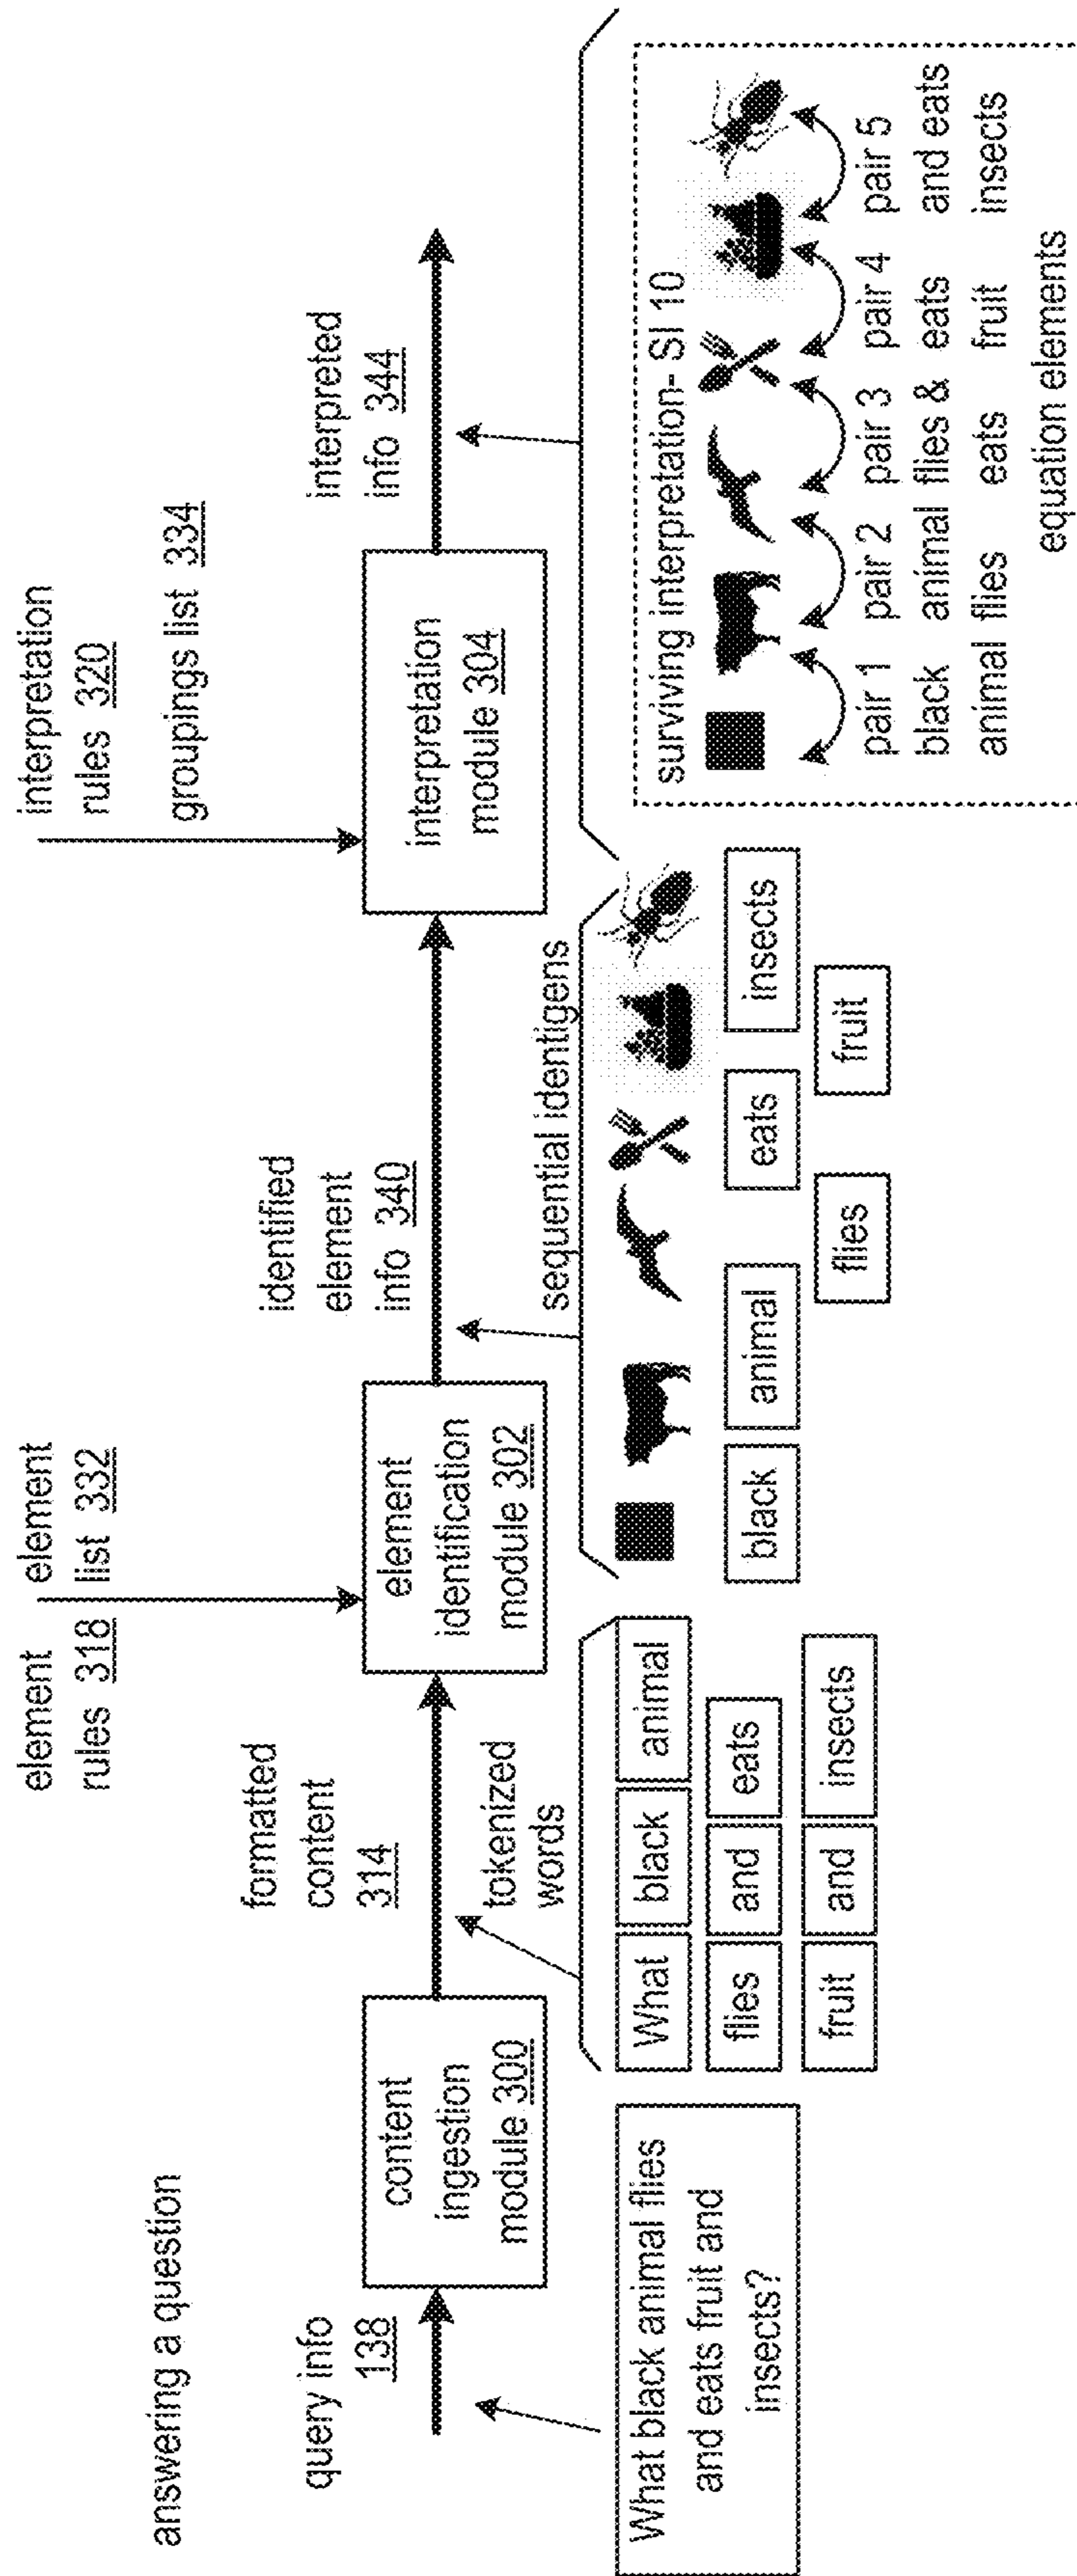 answering a question
query info
138
content
ingestion
module 300
formatted
content
314
element
rules 318
element
list 332
element
identification
module 302
identified
element
info 340
interpretation
rules 320
groupings list 334
interpretation
module 304
interpreted
info 344
What black animal flies
and eats fruit and
insects?
tokenized
words
What black animal
flies and eats
fruit and insects
sequential identigens
black animal eats insects
flies fruit
surviving interpretation- SI 10
pair 1 pair 2 pair 3 pair 4 pair 5
black animal flies & eats and eats
animal flies eats fruit insects
equation elements